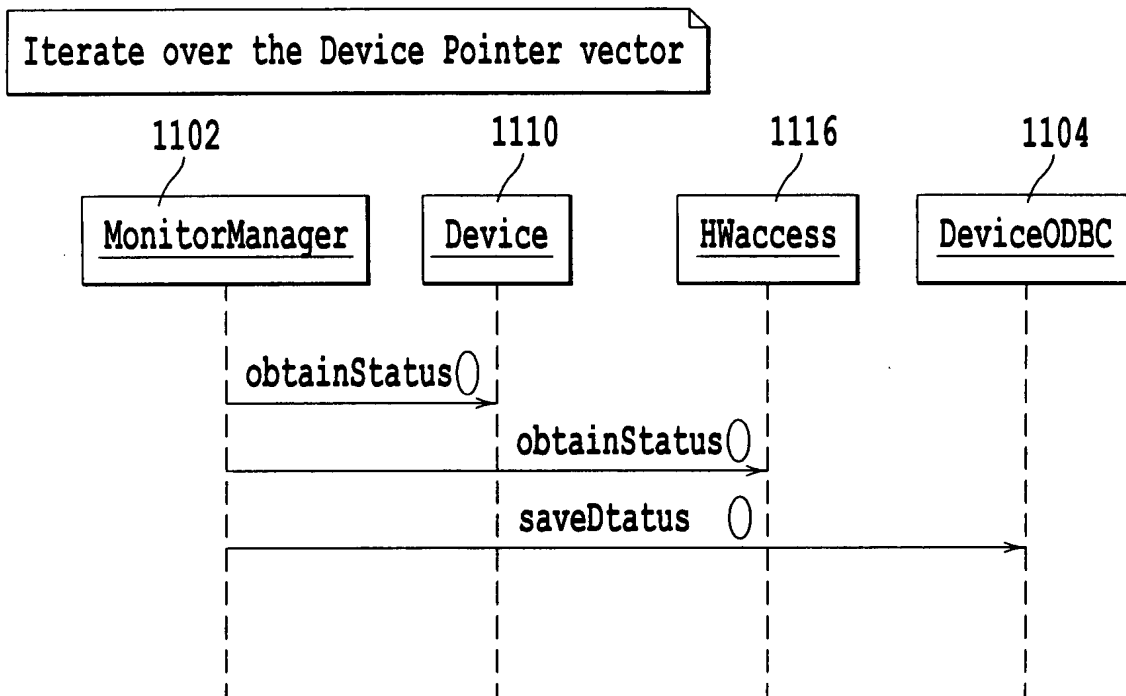 Iterate over the Device Pointer vector
1102
1110
1116
1104
MonitorManager
Device
HWaccess
DeviceODBC
obtainStatus()
obtainStatus()
saveDtatus ()